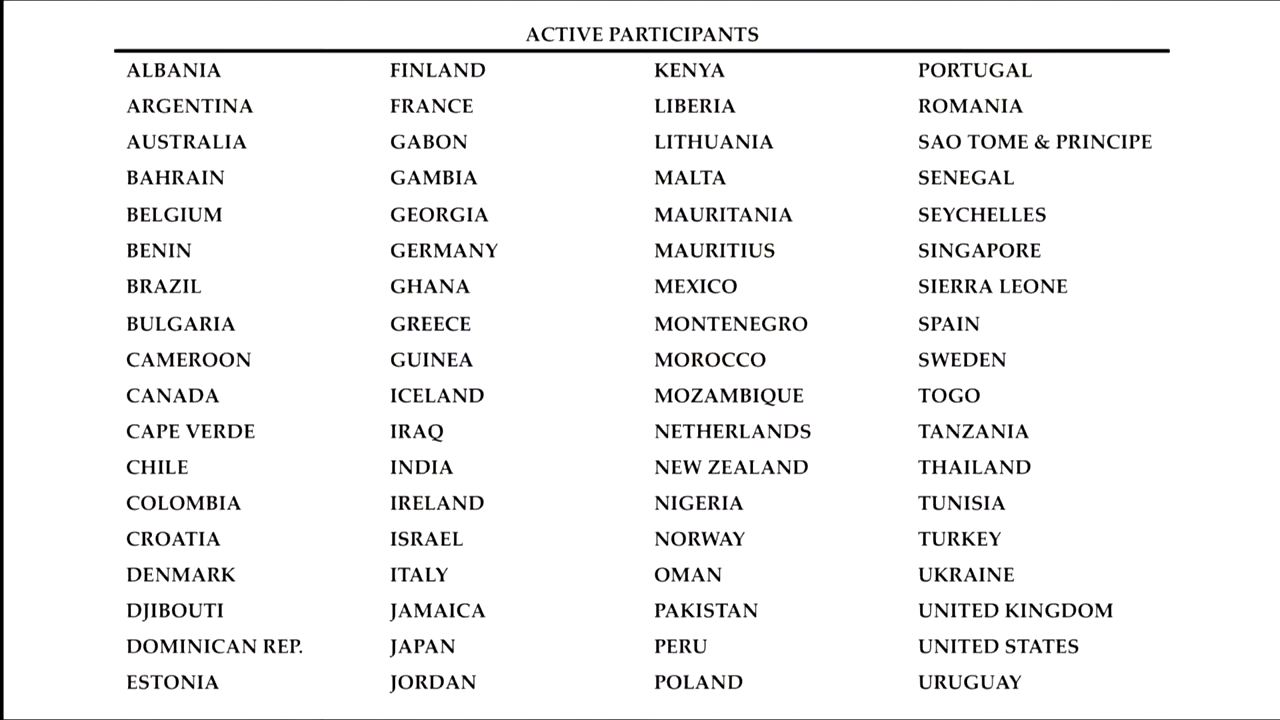 ACTIVE PARTICIPANTS
ALBANIA
ARGENTINA
AUSTRALIA
BAHRAIN
BELGIUM
BENIN
BRAZIL
BULGARIA
CAMEROON
CANADA
CAPE VERDE
CHILE
COLOMBIA
CROATIA
DENMARK
DJIBOUTI
DOMINICAN REP.
ESTONIA
FINLAND
FRANCE
GABON
GAMBIA
GEORGIA
GERMANY
GHANA
GREECE
GUINEA
ICELAND
IRAQ
INDIA
IRELAND
ISRAEL
ITALY
JAMAICA
JAPAN
JORDAN
KENYA
LIBERIA
LITHUANIA
MALTA
MAURITANIA
MAURITIUS
MEXICO
MONTENEGRO
MOROCCO
MOZAMBIQUE
NETHERLANDS
NEW ZEALAND
NIGERIA
NORWAY
OMAN
PAKISTAN
PERU
POLAND
PORTUGAL
ROMANIA
SAO TOME & PRINCIPE
SENEGAL
SEYCHELLES
SINGAPORE
SIERRA LEONE
SPAIN
SWEDEN
TOGO
TANZANIA
THAILAND
TUNISIA
TURKEY
UKRAINE
UNITED KINGDOM
UNITED STATES
URUGUAY